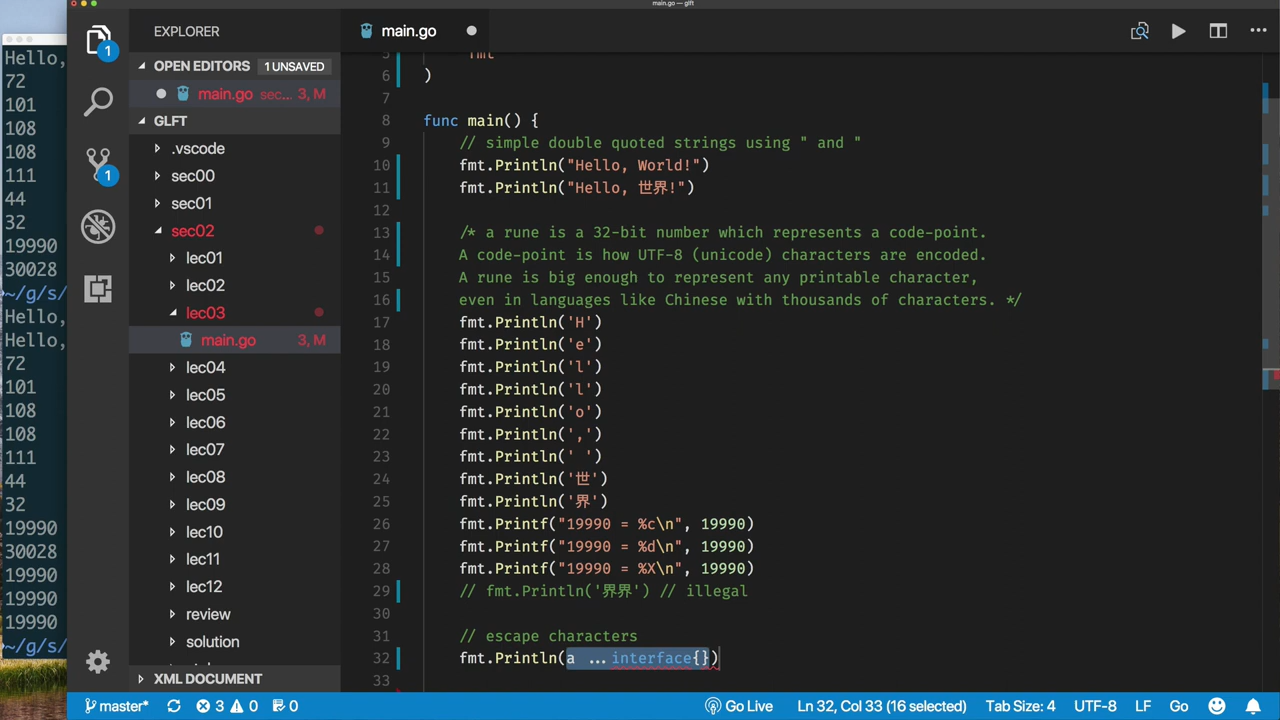 main.go — glft
Hello,
72
101
108
108
111
44
32
19990
30028
~/g/s/
Hello,
Hello,
72
101
108
108
111
44
32
19990
30028
19990
19990
19990
~/g/s/
1
1
EXPLORER
OPEN EDITORS 1 UNSAVED
main.go sec... 3, M
GLFT
.vscode
sec00
sec01
sec02
lec01
lec02
lec03
main.go 3, M
lec04
lec05
lec06
lec07
lec08
lec09
lec10
lec11
lec12
review
solution
XML DOCUMENT
main.go
6 )
7
8 func main() {
9 // simple double quoted strings using " and "
10 fmt.Println("Hello, World!")
11 fmt.Println("Hello, 世界!")
12
13 /* a rune is a 32-bit number which represents a code-point.
14 A code-point is how UTF-8 (unicode) characters are encoded.
15 A rune is big enough to represent any printable character,
16 even in languages like Chinese with thousands of characters. */
17 fmt.Println('H')
18 fmt.Println('e')
19 fmt.Println('l')
20 fmt.Println('l')
21 fmt.Println('o')
22 fmt.Println(',')
23 fmt.Println(' ')
24 fmt.Println('世')
25 fmt.Println('界')
26 fmt.Printf("19990 = %c\n", 19990)
27 fmt.Printf("19990 = %d\n", 19990)
28 fmt.Printf("19990 = %X\n", 19990)
29 // fmt.Println('界界') // illegal
30
31 // escape characters
32 fmt.Println(a ...interface{})
33
master* 3 0 0 Go Live Ln 32, Col 33 (16 selected) Tab Size: 4 UTF-8 LF Go